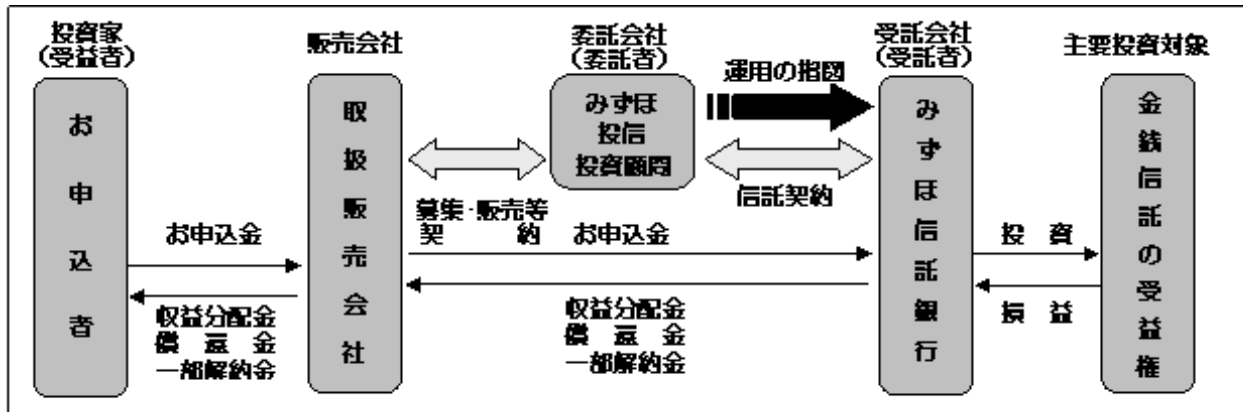 投資家
(受益者)
お申込者
お申込金
収益分配金
償還金
一部解約金
販売会社
取扱販売会社
募集・販売等
契約
お申込金
収益分配金
償還金
一部解約金
委託会社
(委託者)
みずほ
投信
投資顧問
運用の指図
信託契約
受託会社
(受託者)
みずほ信託銀行
投資
損益
主要投資対象
金銭信託の受益権